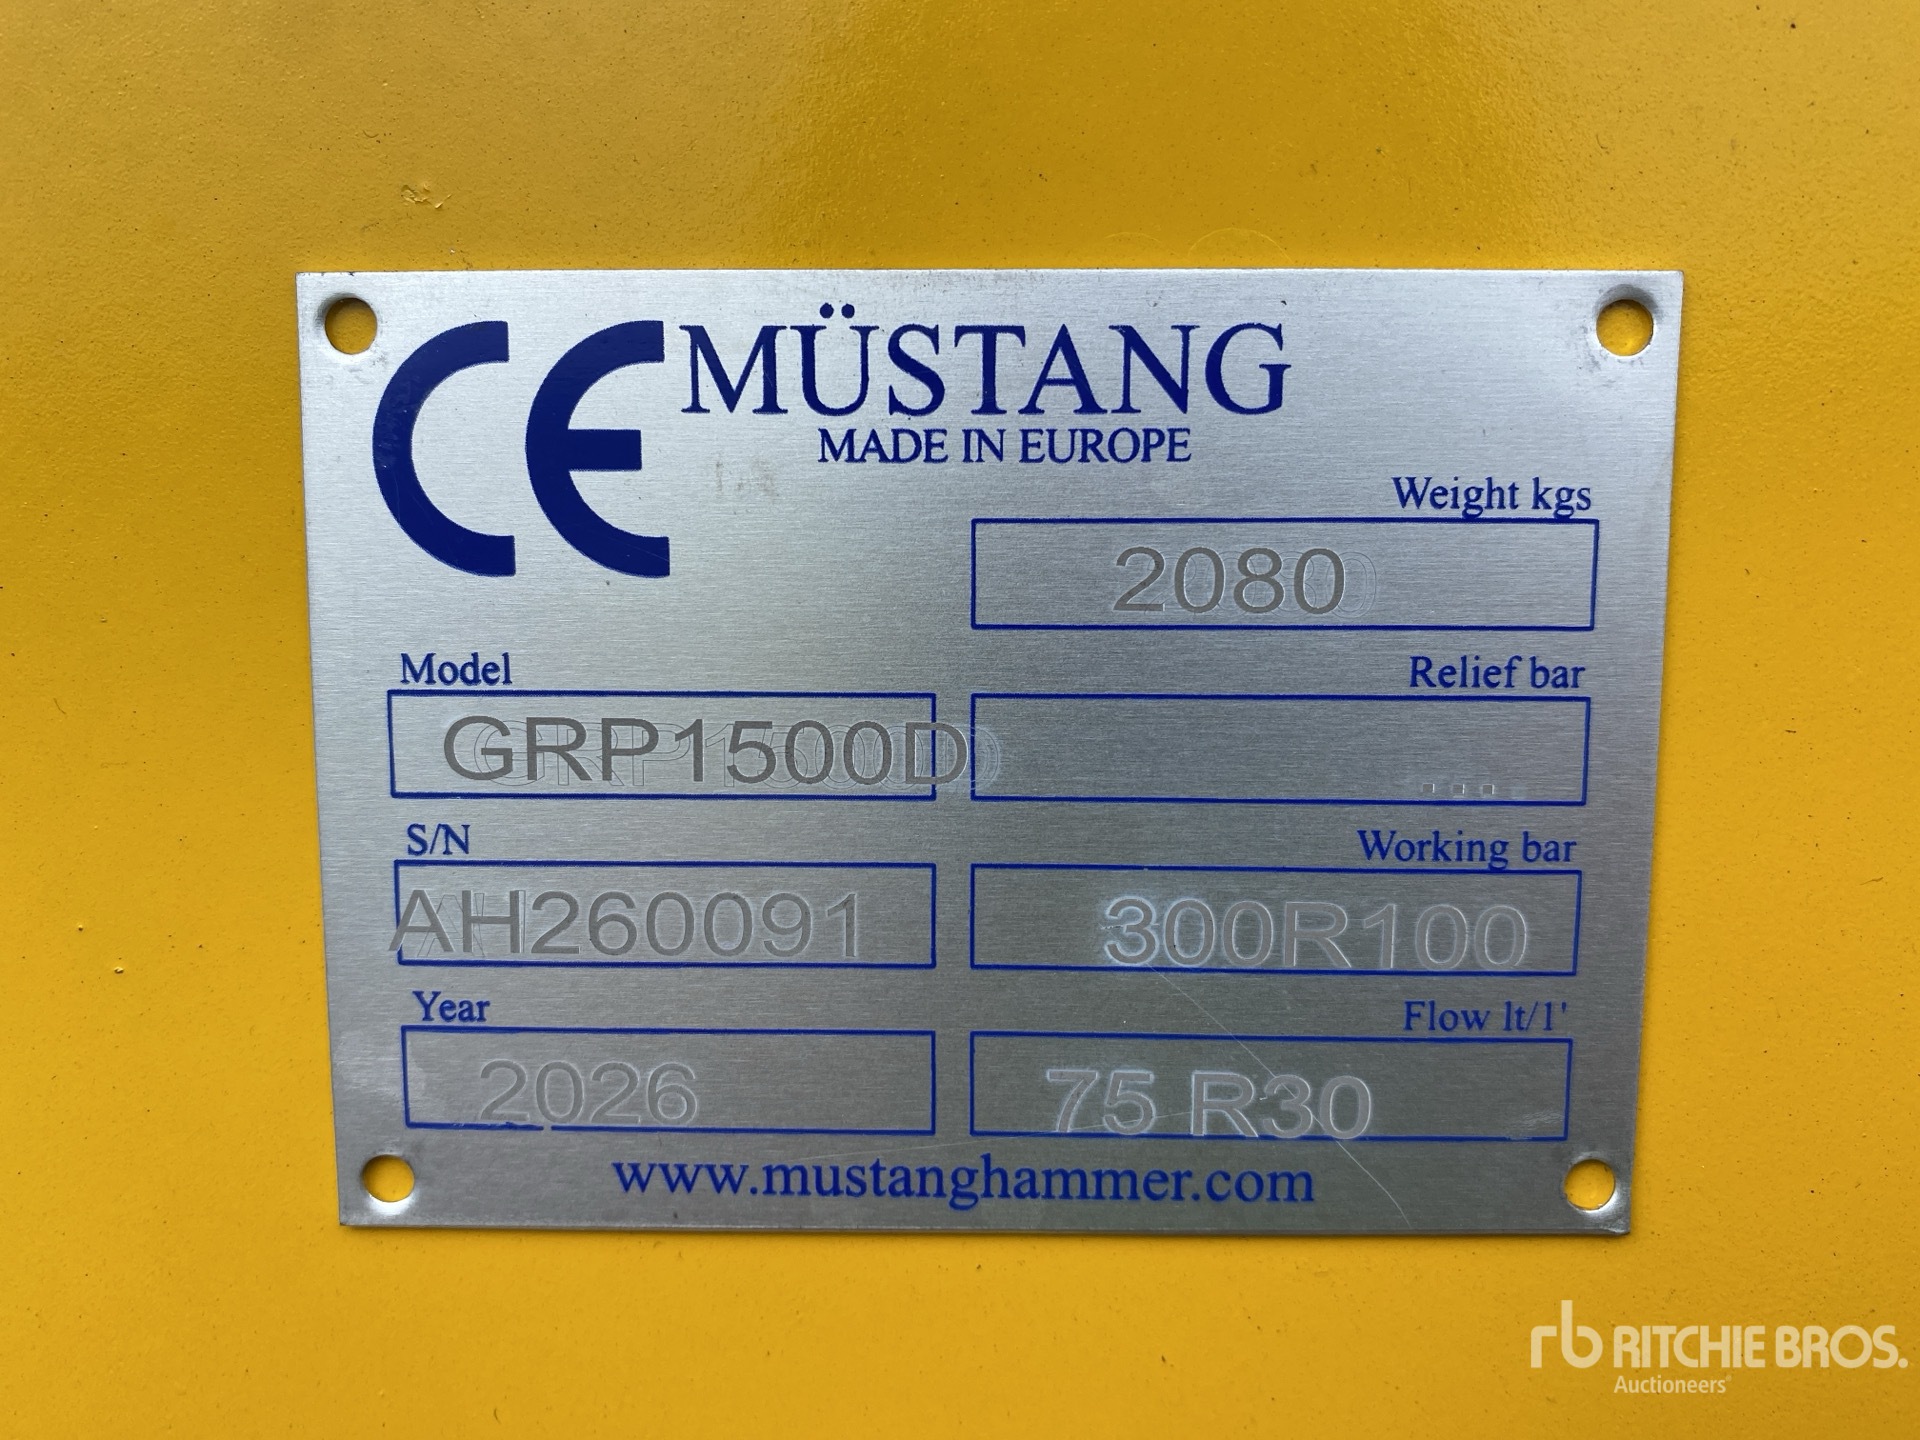 CE MÜSTANG
MADE IN EUROPE
Weight kgs
2080
Model
Relief bar
GRP1500D
...
S/N
Working bar
AH260091
300R100
Year
Flow lt/1'
2026
75 R30
www.mustanghammer.com
rb RITCHIE BROS.
Auctioneers